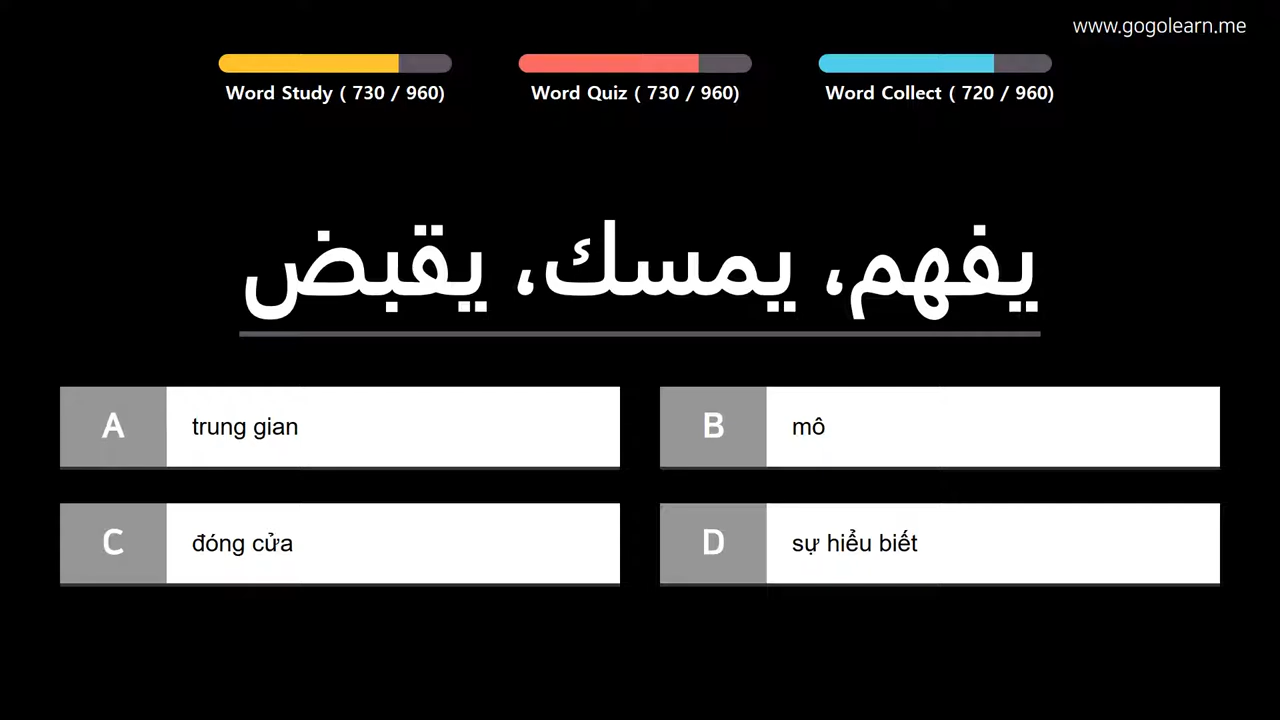 www.gogolearn.me
Word Study ( 730 / 960)
Word Quiz ( 730 / 960)
Word Collect ( 720 / 960)
يفهم، يمسك، يقبض
A
trung gian
B
mô
C
đóng cửa
D
sự hiểu biết